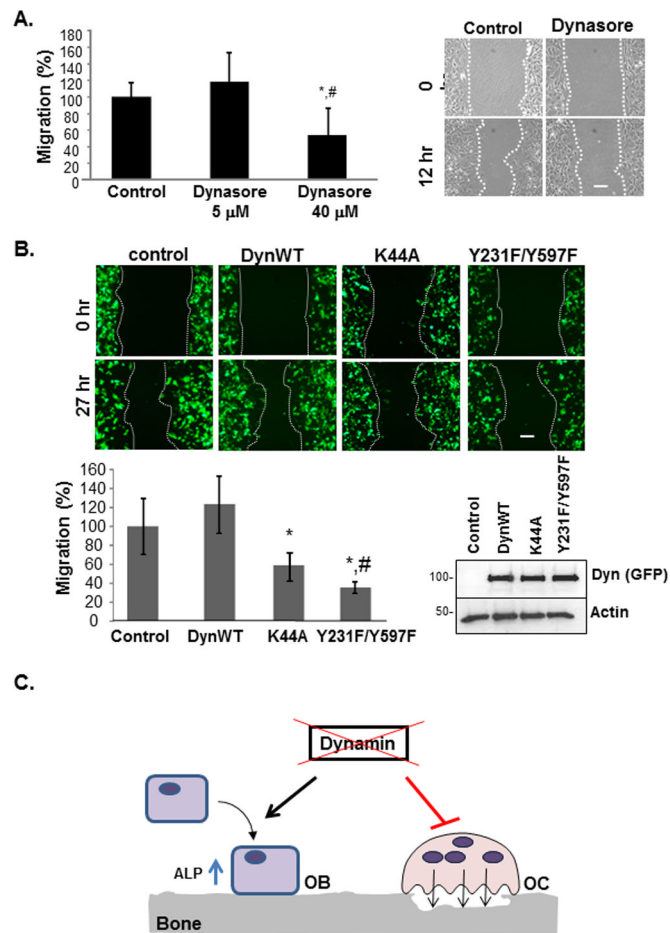 A.
Migration (%)
140
120
100
80
60
40
20
0
*,#
Control
Dynasore
5 µM
Dynasore
40 µM
Control
Dynasore
0
12 hr
B.
control
DynWT
K44A
Y231F/Y597F
0 hr
27 hr
Migration (%)
160
140
120
100
80
60
40
20
0
*
*,#
Control
DynWT
K44A
Y231F/Y597F
Control
DynWT
K44A
Y231F/Y597F
100-
Dyn (GFP)
50-
Actin
C.
Dynamin
ALP
OB
OC
Bone